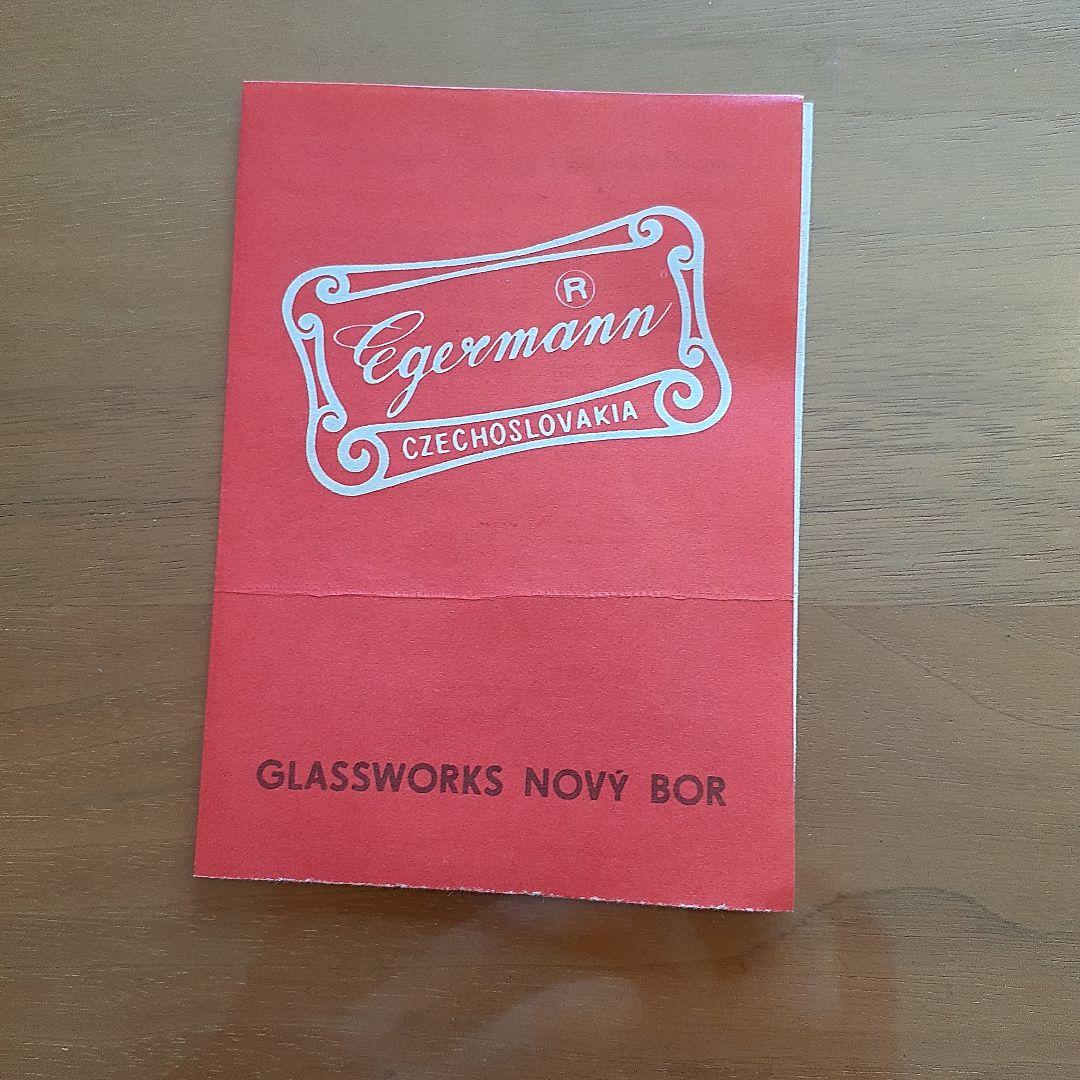 ®
Egermann
CZECHOSLOVAKIA
GLASSWORKS NOVÝ BOR